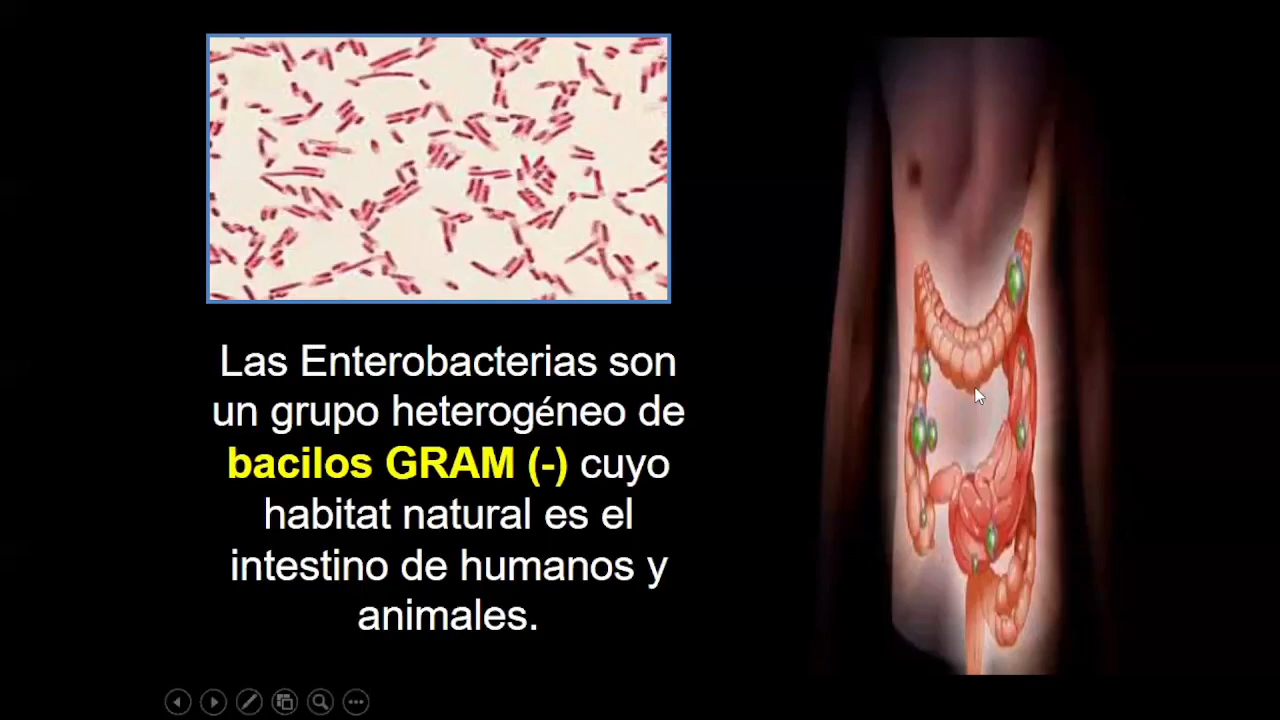 Las Enterobacterias son
un grupo heterogéneo de
bacilos GRAM (-) cuyo
habitat natural es el
intestino de humanos y
animales.